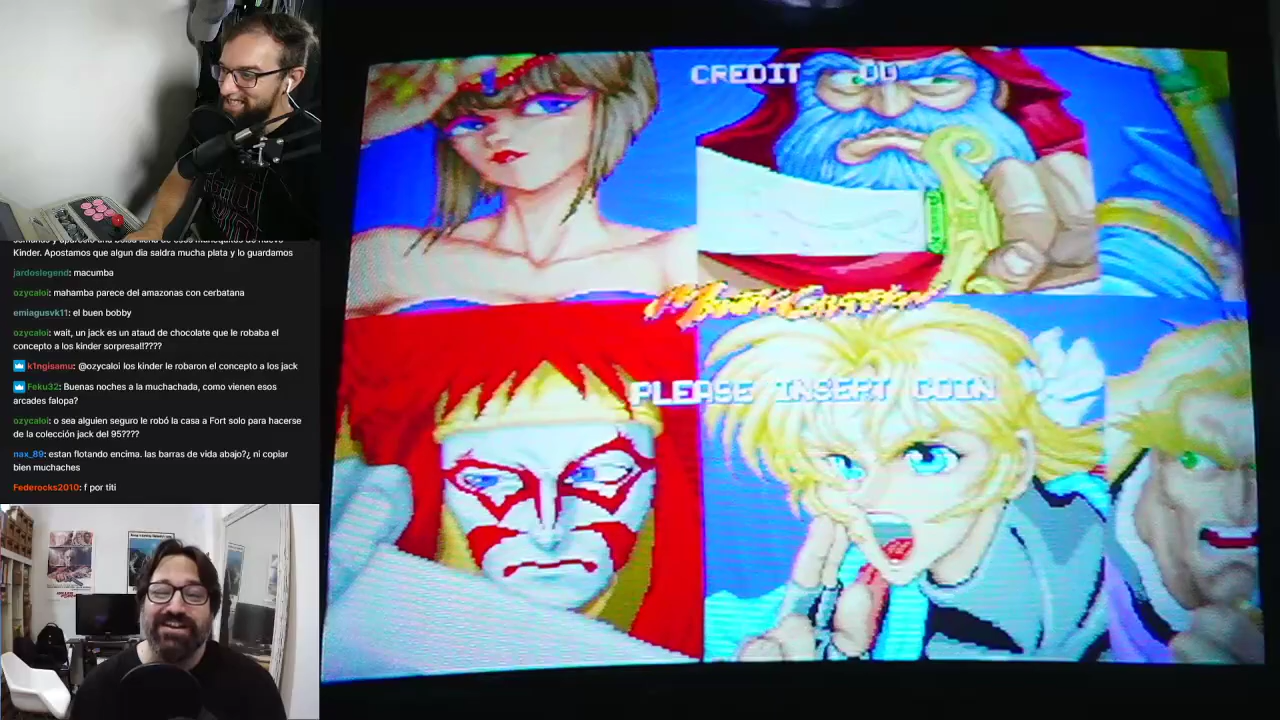 CREDIT 00
PLEASE INSERT COIN
Kinder. Apostamos que algun dia saldra mucha plata y lo guardamos
jardoslegend: macumba
ozycaloi: mahamba parece del amazonas con cerbatana
emiagusvk11: el buen bobby
ozycaloi: wait, un jack es un ataud de chocolate que le robaba el
concepto a los kinder sorpresa!!????
k1ngisamu: @ozycaloi los kinder le robaron el concepto a los jack
Feku32: Buenas noches a la muchachada, como vienen esos
arcades falopa?
ozycaloi: o sea alguien seguro le robó la casa a Fort solo para hacerse
de la colección jack del 95????
nax_89: estan flotando encima. las barras de vida abajo?¿ ni copiar
bien muchaches
Federocks2010: f por titi